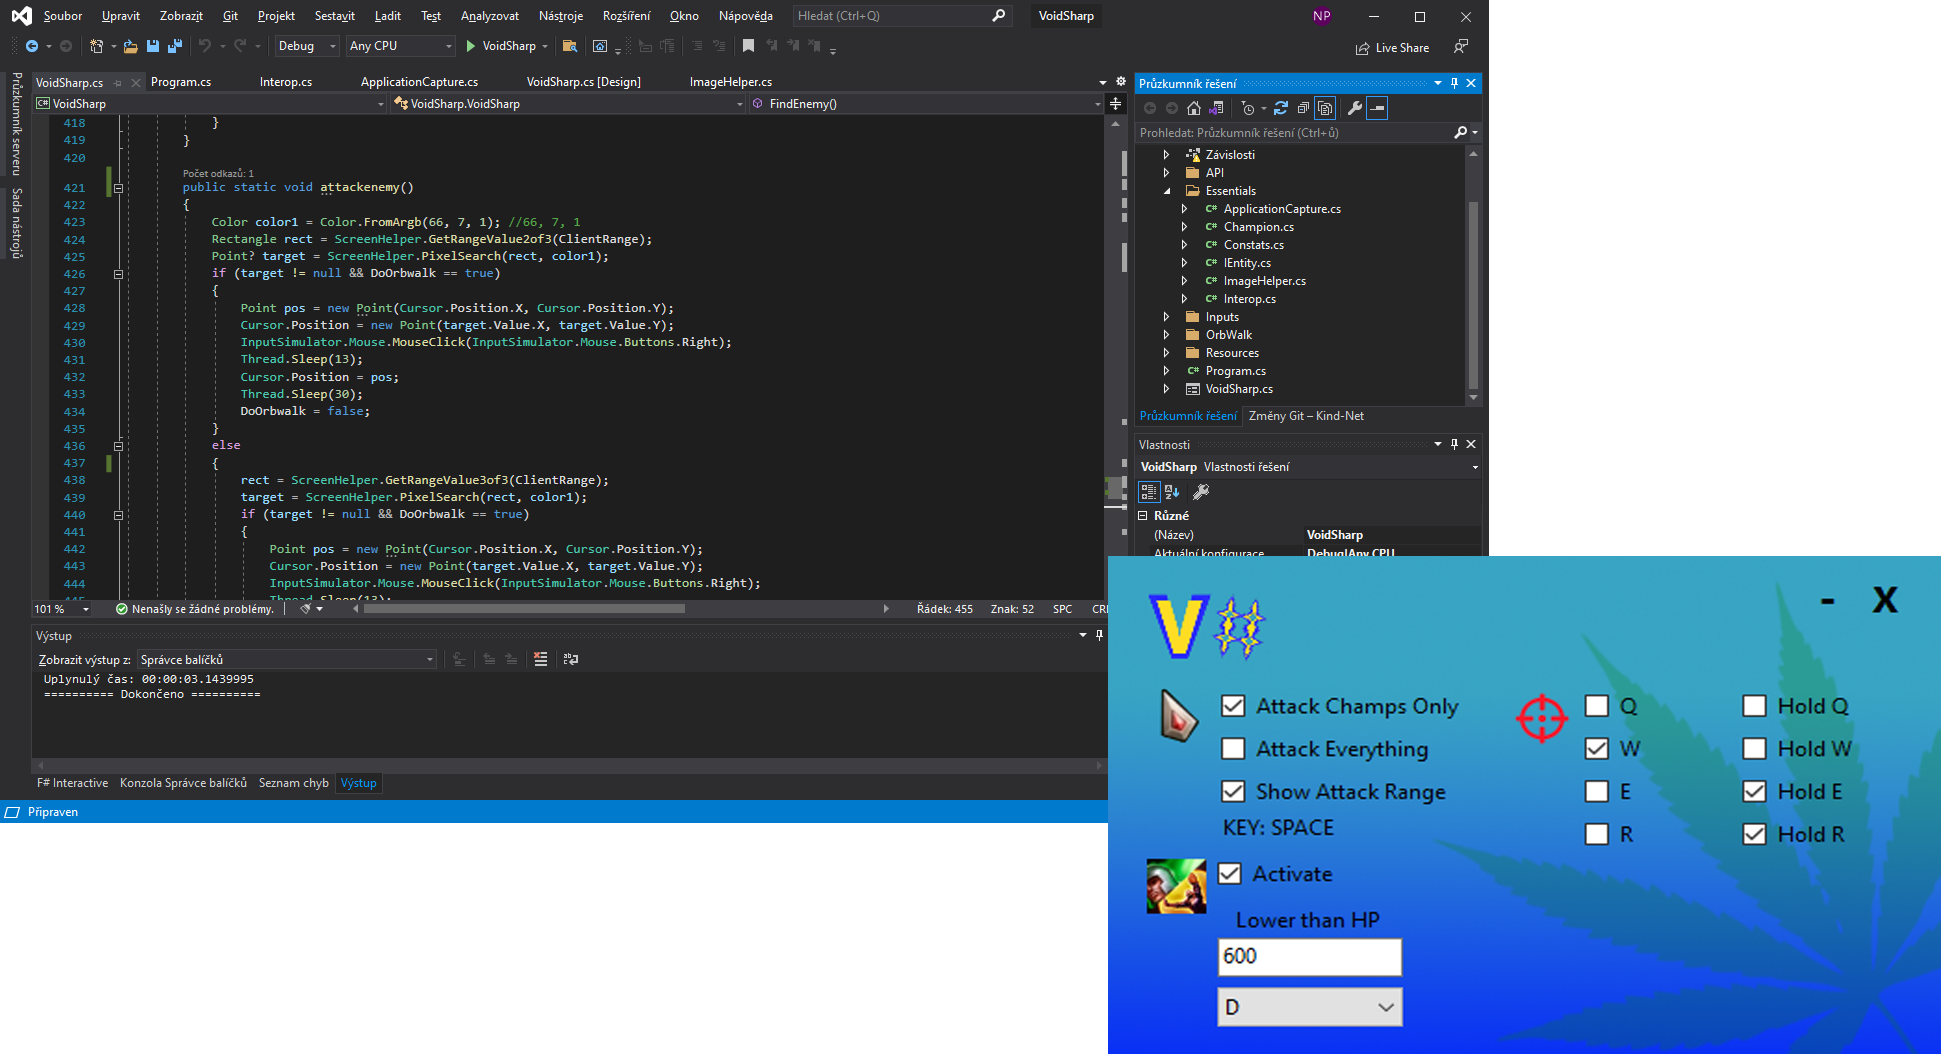 Soubor Upravit Zobrazit Git Projekt Sestavit Ladit Test Analyzovat Nástroje Rozšíření Okno Nápověda Hledat (Ctrl+Q) VoidSharp NP
Debug Any CPU VoidSharp Live Share
Průzkumník serveru
Sada nástrojů
VoidSharp.cs Program.cs Interop.cs ApplicationCapture.cs VoidSharp.cs [Design] ImageHelper.cs
VoidSharp VoidSharp.VoidSharp FindEnemy()
418 }
419 }
420
Počet odkazů: 1
421 public static void attackenemy()
422 {
423 Color color1 = Color.FromArgb(66, 7, 1); //66, 7, 1
424 Rectangle rect = ScreenHelper.GetRangeValue2of3(ClientRange);
425 Point? target = ScreenHelper.PixelSearch(rect, color1);
426 if (target != null && DoOrbwalk == true)
427 {
428 Point pos = new Point(Cursor.Position.X, Cursor.Position.Y);
429 Cursor.Position = new Point(target.Value.X, target.Value.Y);
430 InputSimulator.Mouse.MouseClick(InputSimulator.Mouse.Buttons.Right);
431 Thread.Sleep(13);
432 Cursor.Position = pos;
433 Thread.Sleep(30);
434 DoOrbwalk = false;
435 }
436 else
437 {
438 rect = ScreenHelper.GetRangeValue3of3(ClientRange);
439 target = ScreenHelper.PixelSearch(rect, color1);
440 if (target != null && DoOrbwalk == true)
441 {
442 Point pos = new Point(Cursor.Position.X, Cursor.Position.Y);
443 Cursor.Position = new Point(target.Value.X, target.Value.Y);
444 InputSimulator.Mouse.MouseClick(InputSimulator.Mouse.Buttons.Right);
Thread.Sleep(13);
101 % Nenašly se žádné problémy. Řádek: 455 Znak: 52 SPC
Výstup
Zobrazit výstup z: Správce balíčků
Uplynulý čas: 00:00:03.1439995
========== Dokončeno ==========
F# Interactive Konzola Správce balíčků Seznam chyb Výstup
Připraven
Průzkumník řešení
Prohledat: Průzkumník řešení (Ctrl+ů)
Závislosti
API
Essentials
C# ApplicationCapture.cs
C# Champion.cs
C# Constats.cs
C# IEntity.cs
C# ImageHelper.cs
C# Interop.cs
Inputs
OrbWalk
Resources
C# Program.cs
VoidSharp.cs
Průzkumník řešení Změny Git – Kind-Net
Vlastnosti
VoidSharp Vlastnosti řešení
Různé
(Název) VoidSharp
Aktuální konfigurace Debug|Any CPU
V# - X
Attack Champs Only Q Hold Q
Attack Everything W Hold W
Show Attack Range E Hold E
KEY: SPACE R Hold R
Activate
Lower than HP
600
D